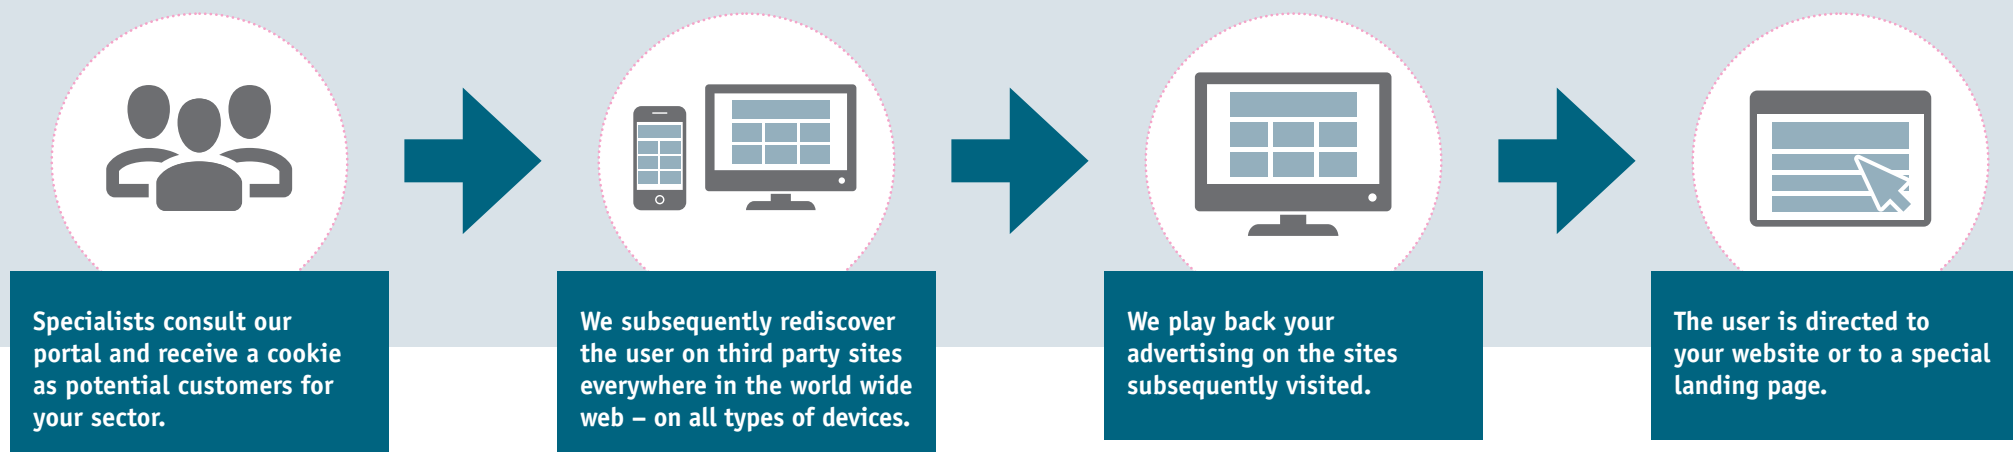 Specialists consult our
portal and receive a cookie
as potential customers for
your sector.
We subsequently rediscover
the user on third party sites
everywhere in the world wide
web – on all types of devices.
We play back your
advertising on the sites
subsequently visited.
The user is directed to
your website or to a special
landing page.